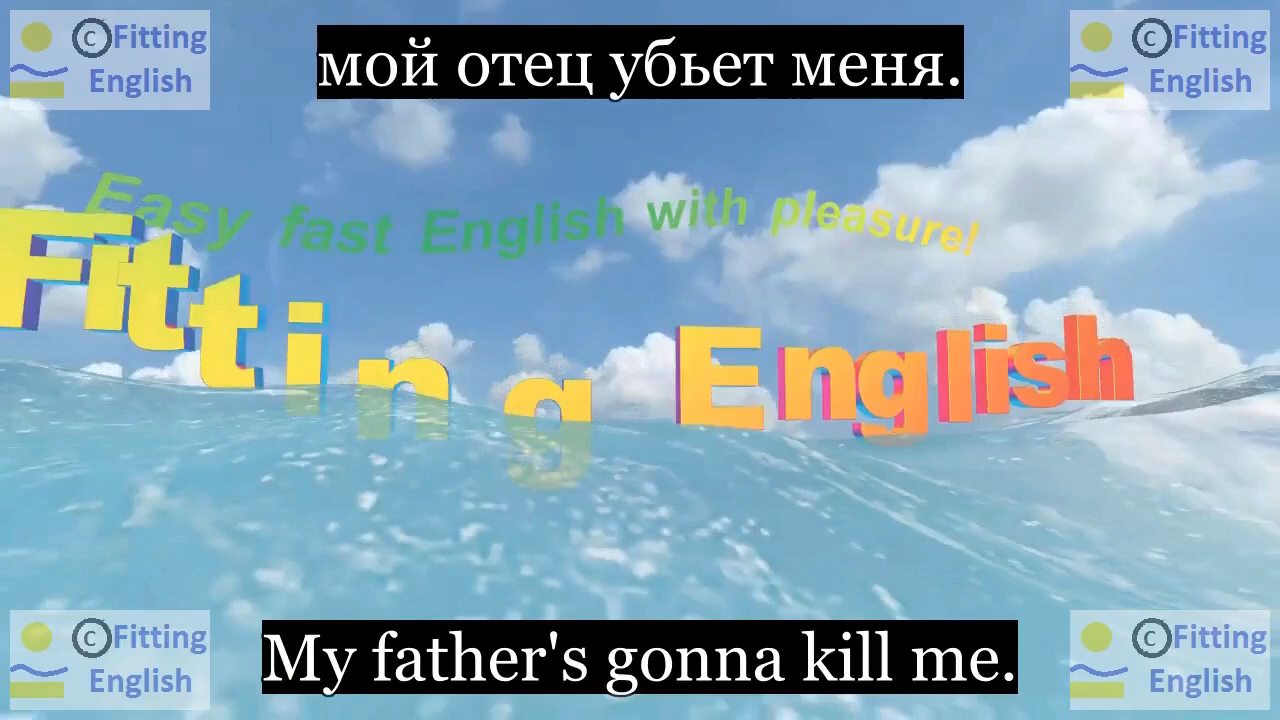 ©Fitting
English
мой отец убьет меня.
©Fitting
English
Easy fast English with pleasure!
Fitting English
©Fitting
English
My father's gonna kill me.
©Fitting
English